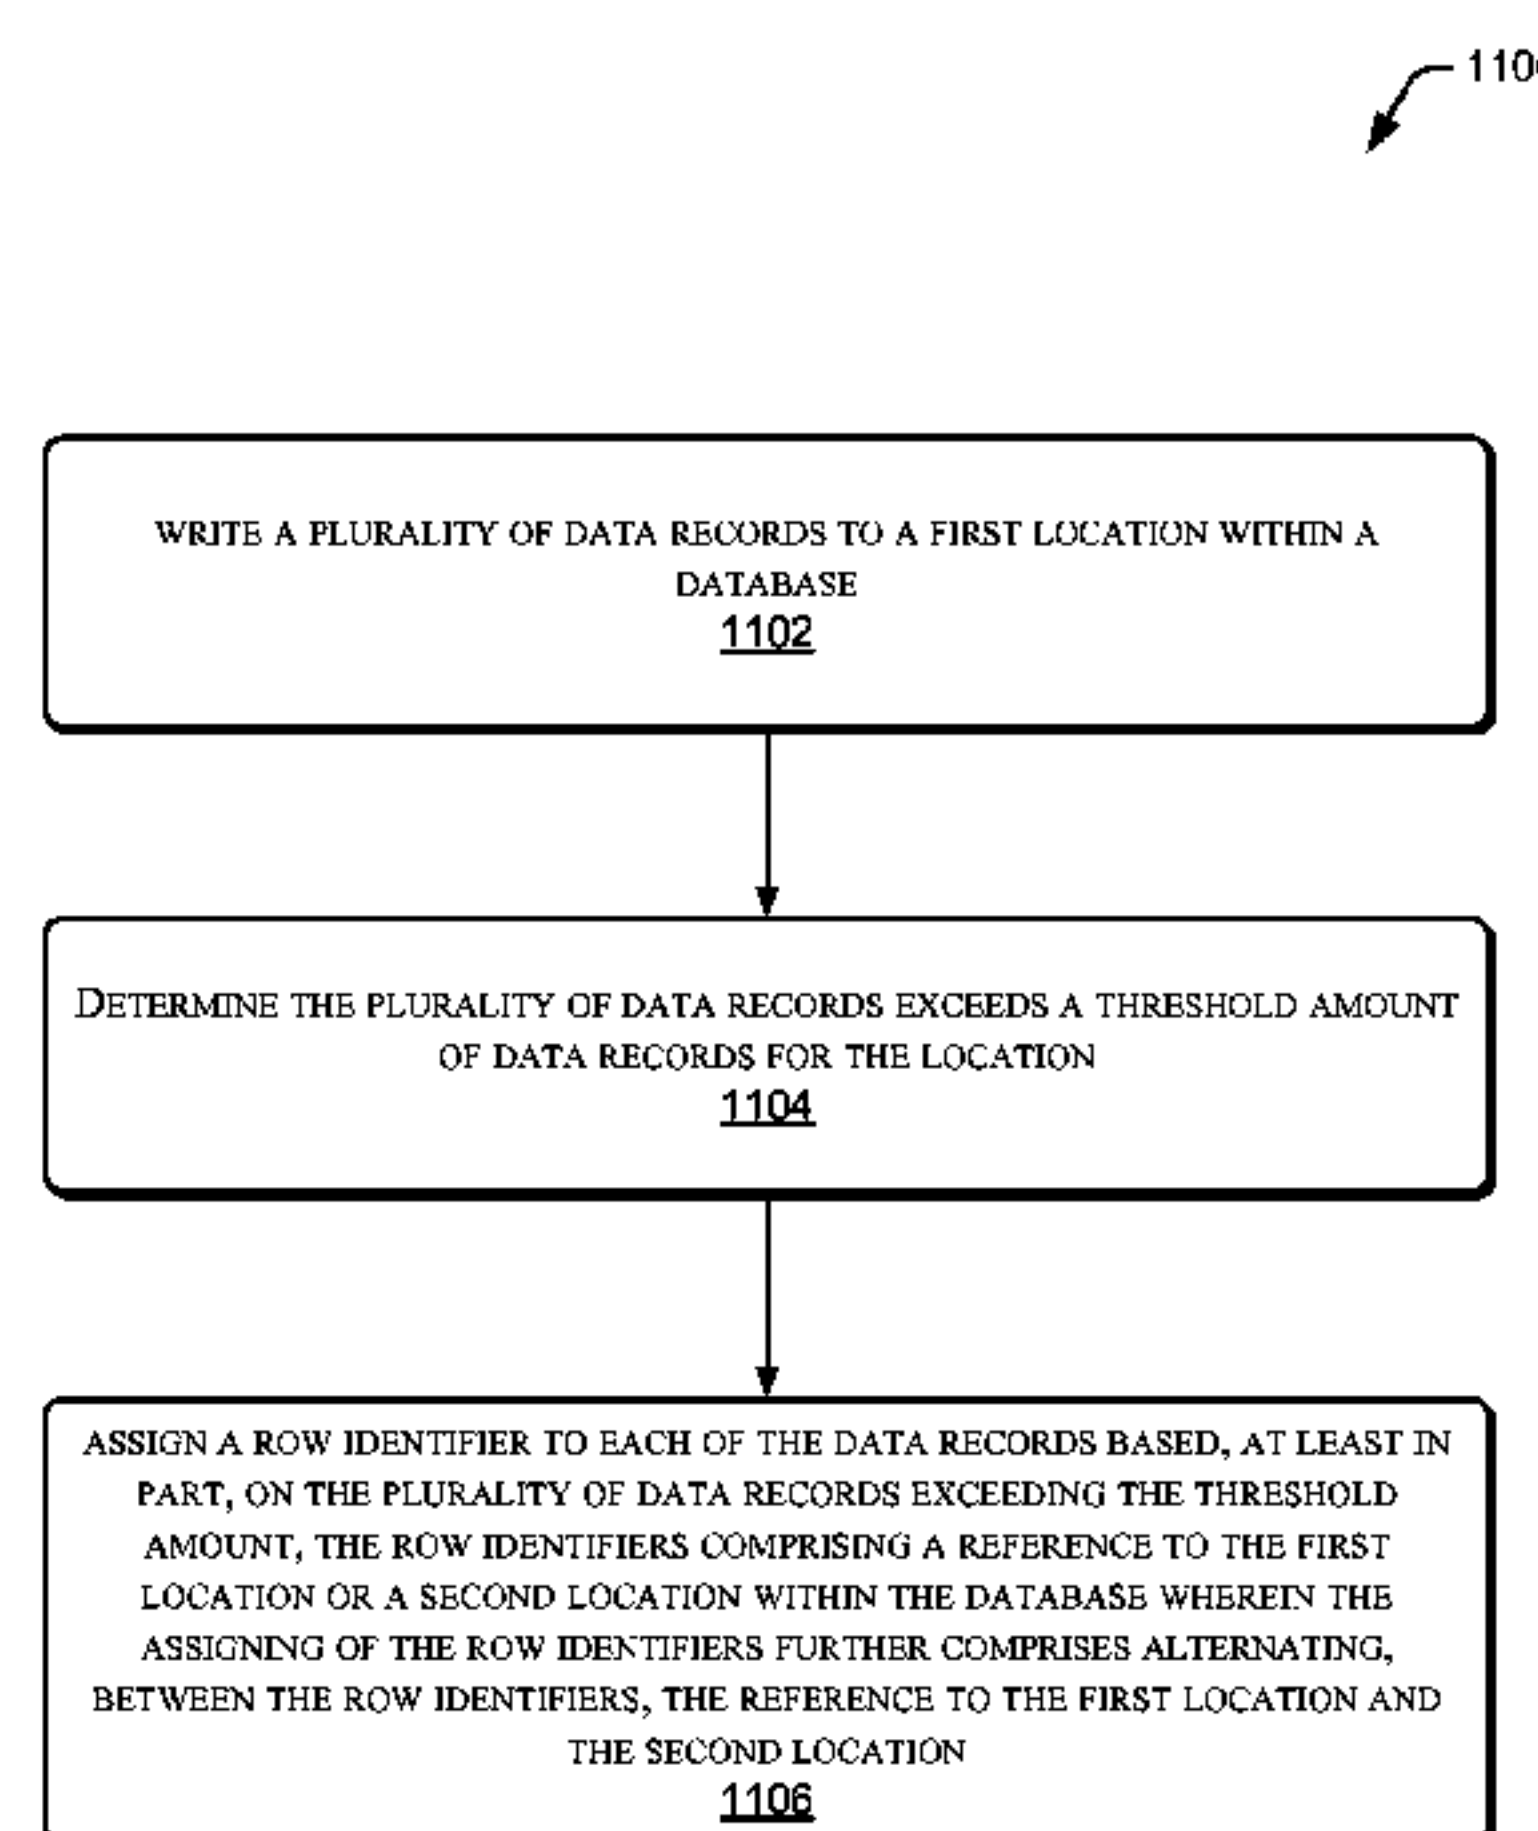 110
WRITE A PLURALITY OF DATA RECORDS TO A FIRST LOCATION WITHIN A
DATABASE
1102
DETERMINE THE PLURALITY OF DATA RECORDS EXCEEDS A THRESHOLD AMOUNT
OF DATA RECORDS FOR THE LOCATION
1104
ASSIGN A ROW IDENTIFIER TO EACH OF THE DATA RECORDS BASED, AT LEAST IN
PART, ON THE PLURALITY OF DATA RECORDS EXCEEDING THE THRESHOLD
AMOUNT, THE ROW IDENTIFIERS COMPRISING A REFERENCE TO THE FIRST
LOCATION OR A SECOND LOCATION WITHIN THE DATABASE WHEREIN THE
ASSIGNING OF THE ROW IDENTIFIERS FURTHER COMPRISES ALTERNATING,
BETWEEN THE ROW IDENTIFIERS, THE REFERENCE TO THE FIRST LOCATION AND
THE SECOND LOCATION
1106